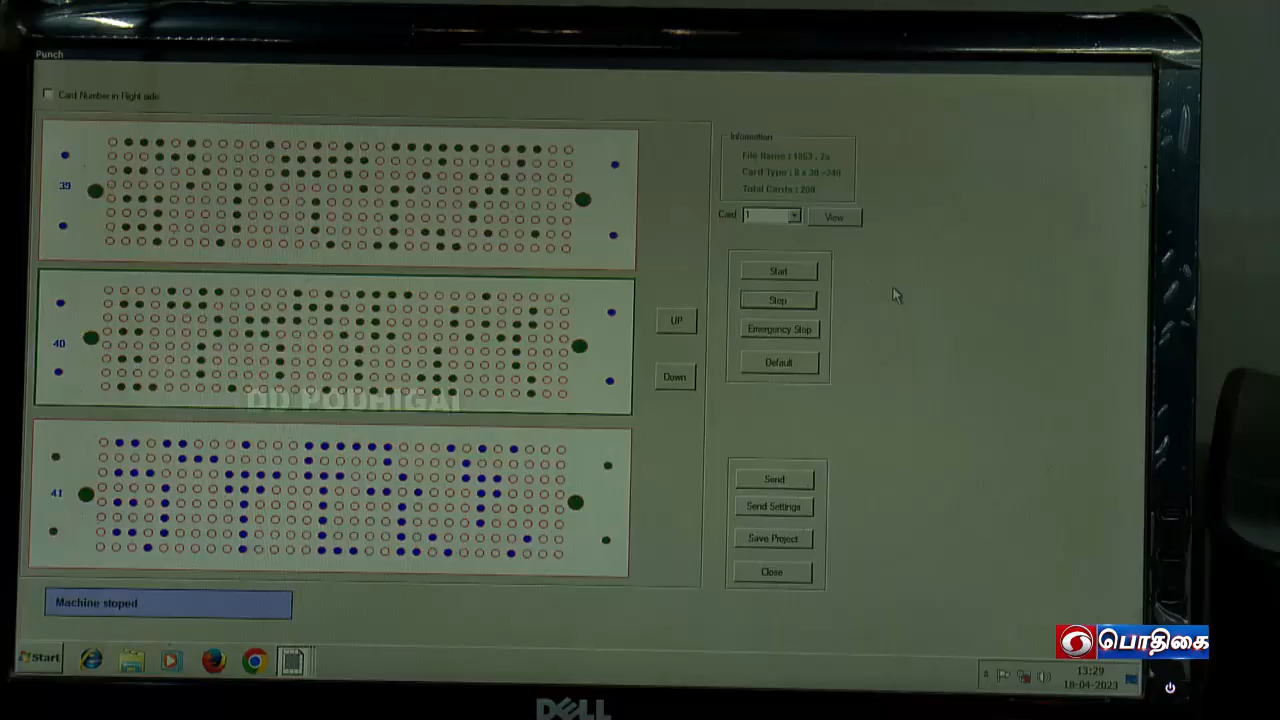 Punch
Card Number in Right side
39
40
41
Information
File Name : 1853 . 2a
Card Type : 8 x 30 =240
Total Cards : 200
Card 1 View
Start
Stop
Emergency Stop
Default
UP
Down
Send
Send Settings
Save Project
Close
Machine stoped
DD PODHIGAI
Start
13:29
18-04-2023
DELL
பொதிகை